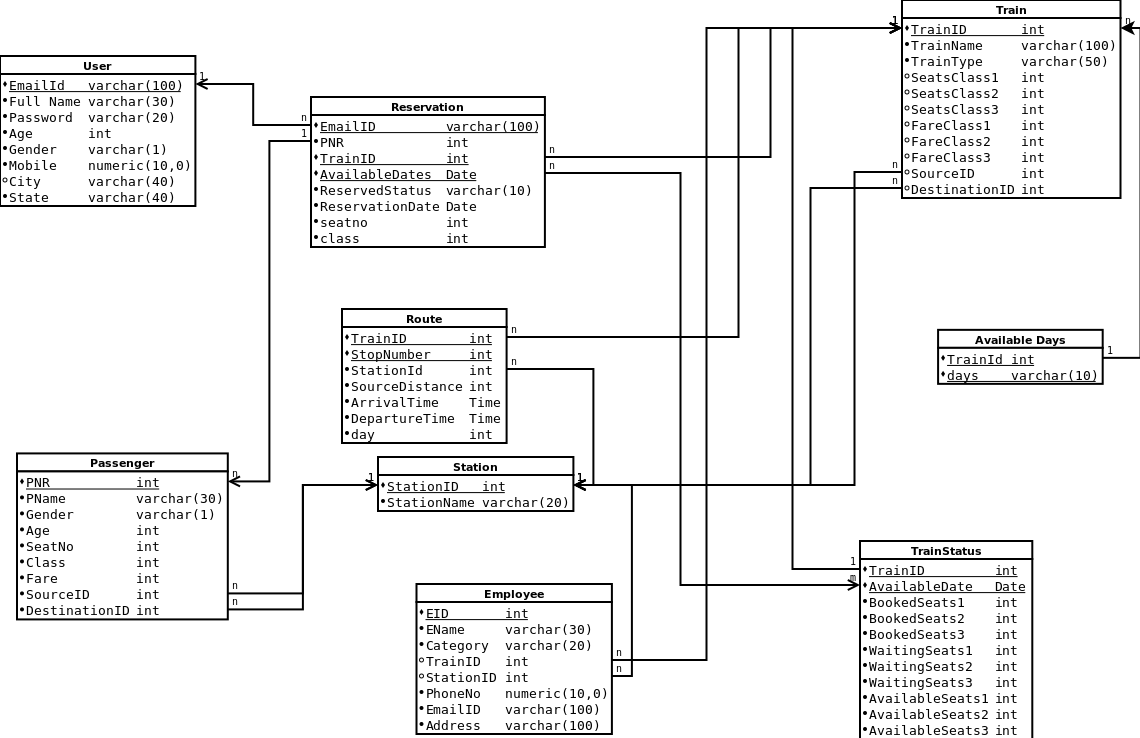 User
EmailId varchar(100)
Full Name varchar(30)
Password varchar(20)
Age int
Gender varchar(1)
Mobile numeric(10,0)
City varchar(40)
State varchar(40)
1
n
1
Reservation
EmailID varchar(100)
PNR int
TrainID int
AvailableDates Date
ReservedStatus varchar(10)
ReservationDate Date
seatno int
class int
n
n
1
Train
TrainID int
TrainName varchar(100)
TrainType varchar(50)
SeatsClass1 int
SeatsClass2 int
SeatsClass3 int
FareClass1 int
FareClass2 int
FareClass3 int
SourceID int
DestinationID int
n
n
n
Route
TrainID int
StopNumber int
StationId int
SourceDistance int
ArrivalTime Time
DepartureTime Time
day int
n
n
Available Days
TrainId int
days varchar(10)
1
Passenger
PNR int
PName varchar(30)
Gender varchar(1)
Age int
SeatNo int
Class int
Fare int
SourceID int
DestinationID int
n
n
n
1
Station
StationID int
StationName varchar(20)
1
Employee
EID int
EName varchar(30)
Category varchar(20)
TrainID int
StationID int
PhoneNo numeric(10,0)
EmailID varchar(100)
Address varchar(100)
n
n
1
m
TrainStatus
TrainID int
AvailableDate Date
BookedSeats1 int
BookedSeats2 int
BookedSeats3 int
WaitingSeats1 int
WaitingSeats2 int
WaitingSeats3 int
AvailableSeats1 int
AvailableSeats2 int
AvailableSeats3 int